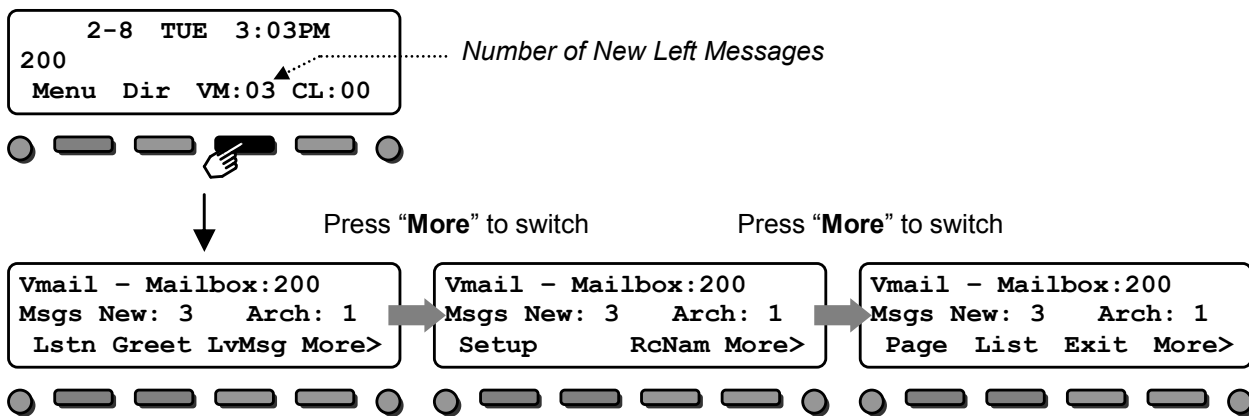 2-8 TUE 3:03PM
200
Menu Dir VM:03 CL:00
Number of New Left Messages
Press “More” to switch
Press “More” to switch
Vmail – Mailbox:200
Msgs New: 3 Arch: 1
Lstn Greet LvMsg More>
Vmail – Mailbox:200
Msgs New: 3 Arch: 1
Setup RcNam More>
Vmail – Mailbox:200
Msgs New: 3 Arch: 1
Page List Exit More>